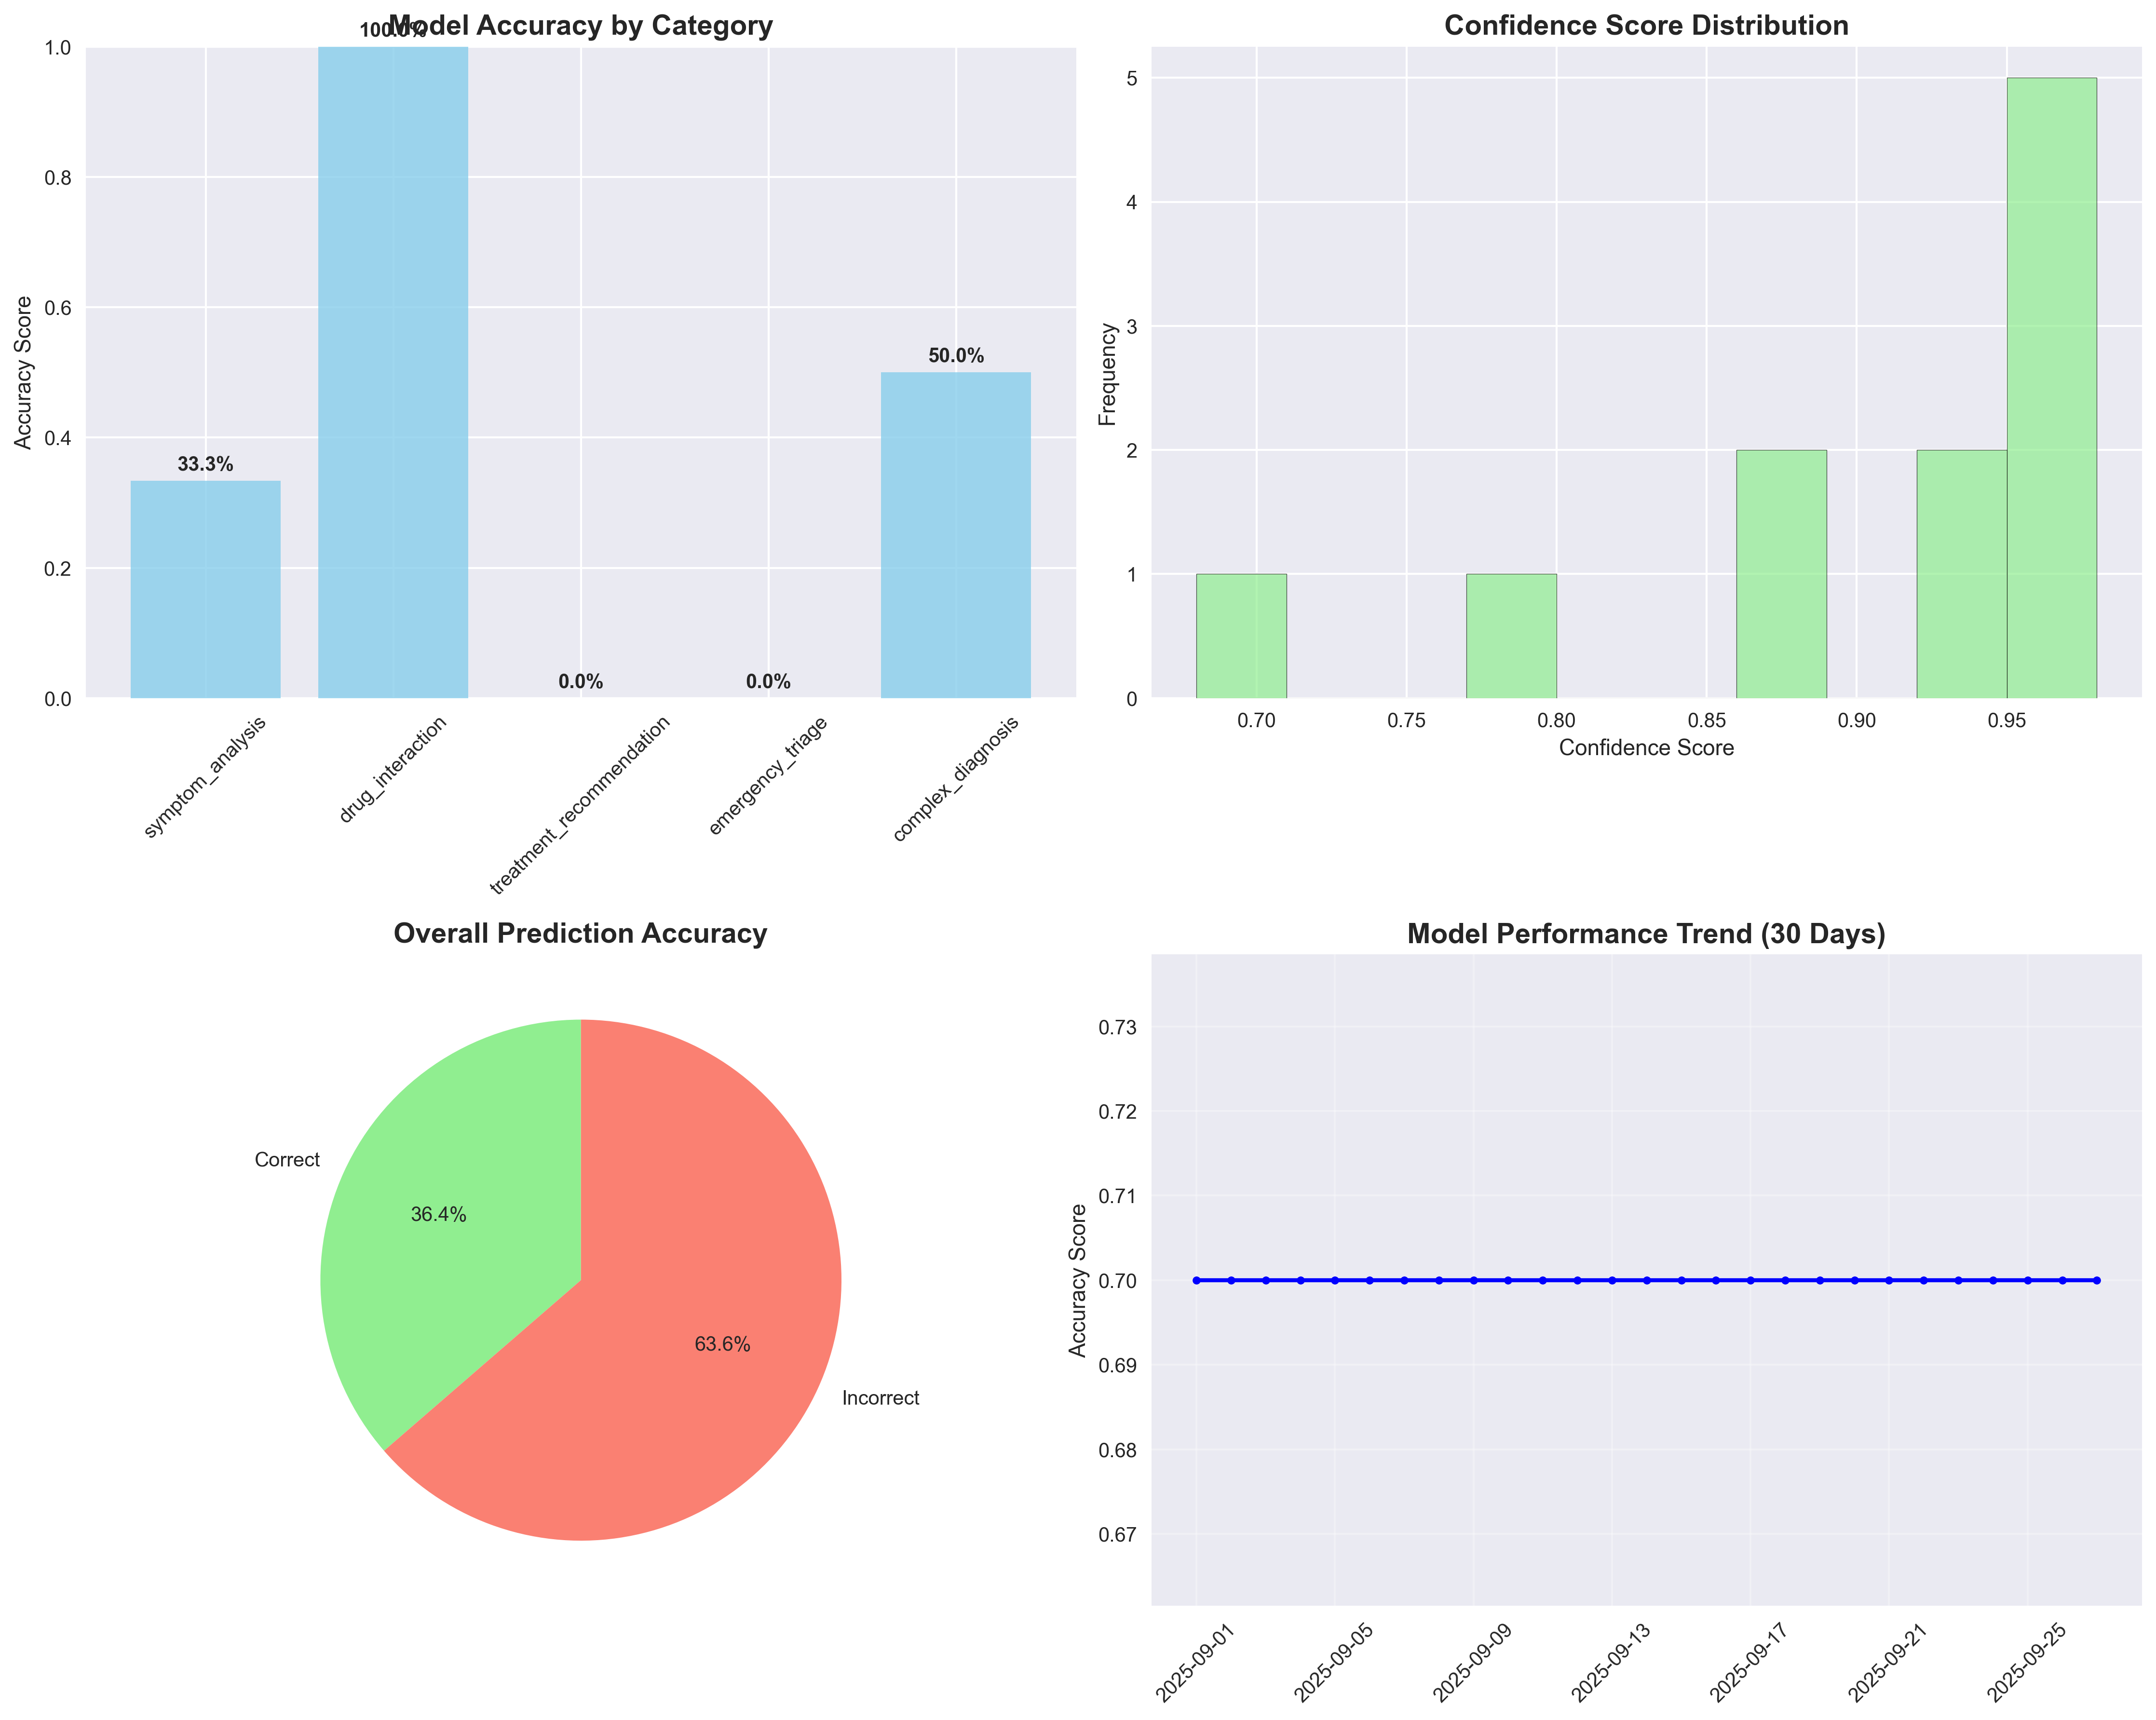 Model Accuracy by Category
100.0%
1.0
0.8
0.6
0.4
0.2
0.0
Accuracy Score
33.3%
0.0%
0.0%
50.0%
symptom_analysis
drug_interaction
treatment_recommendation
emergency_triage
complex_diagnosis
Confidence Score Distribution
5
4
3
2
1
0
Frequency
0.70
0.75
0.80
0.85
0.90
0.95
Confidence Score
Overall Prediction Accuracy
Correct
36.4%
63.6%
Incorrect
Model Performance Trend (30 Days)
0.73
0.72
0.71
0.70
0.69
0.68
0.67
Accuracy Score
2025-09-01
2025-09-05
2025-09-09
2025-09-13
2025-09-17
2025-09-21
2025-09-25